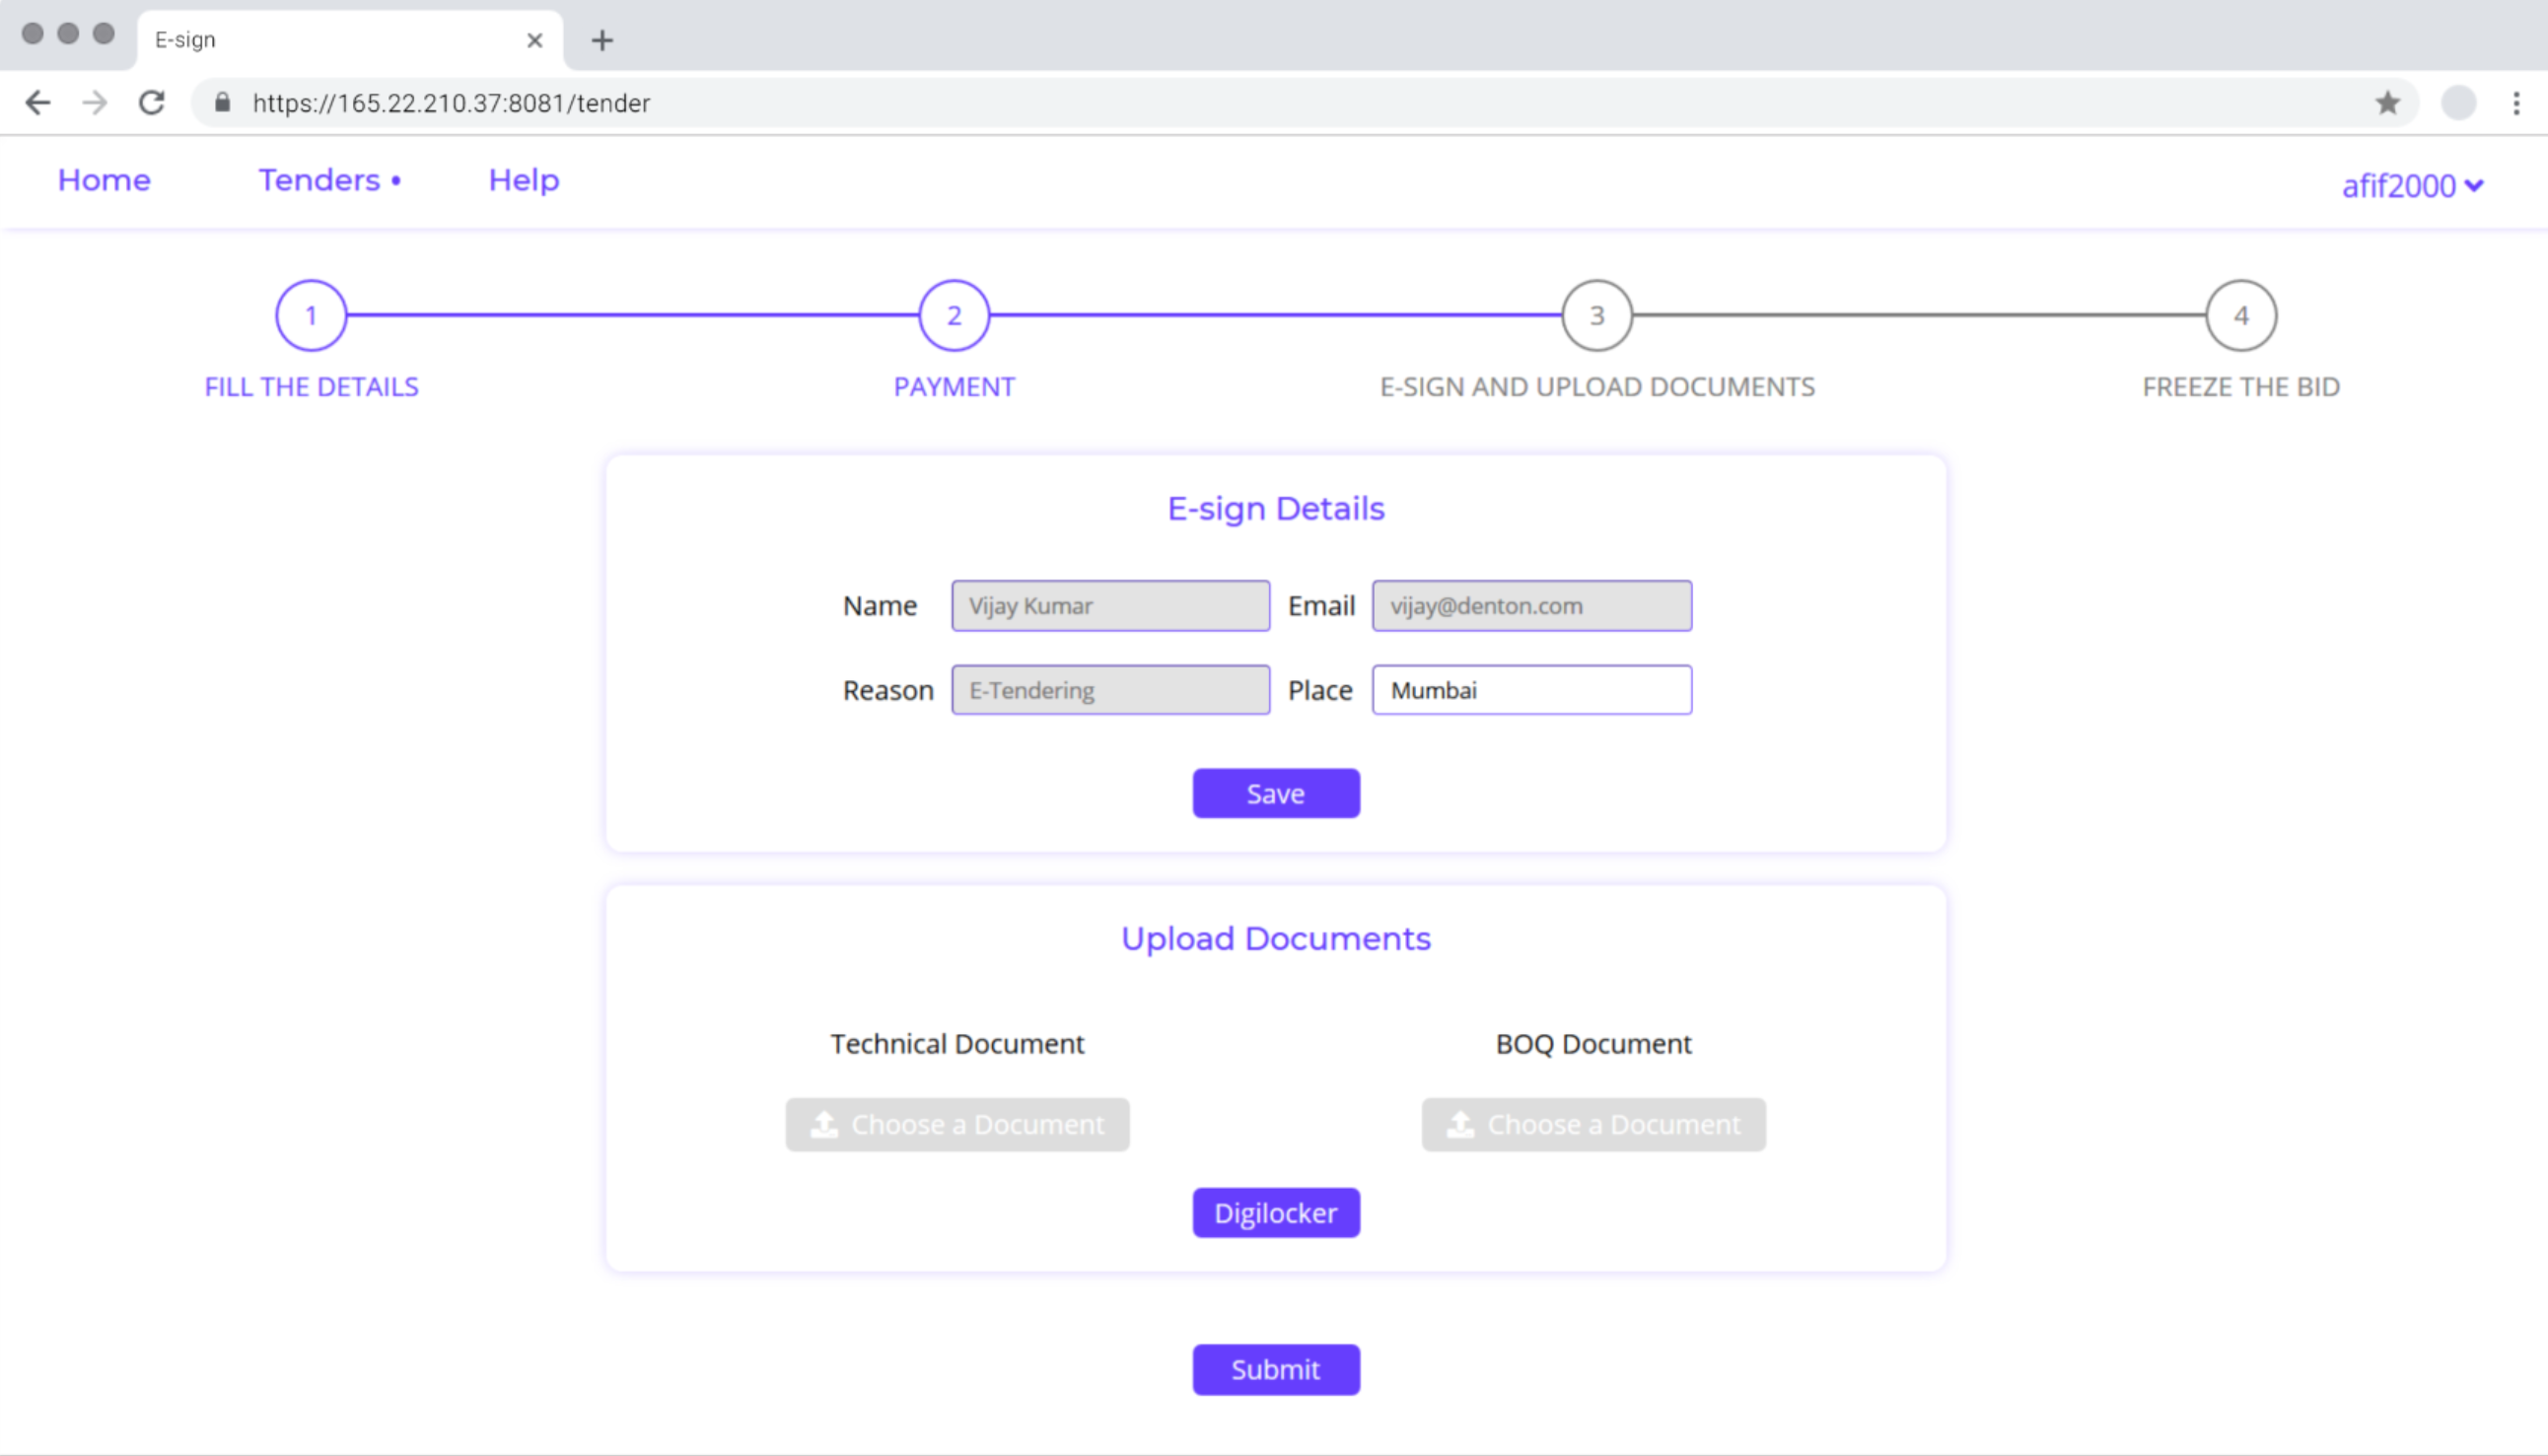 E-sign
https://165.22.210.37:8081/tender
Home Tenders • Help afif2000
1 2 3 4
FILL THE DETAILS PAYMENT E-SIGN AND UPLOAD DOCUMENTS FREEZE THE BID
E-sign Details
Name Vijay Kumar Email vijay@denton.com
Reason E-Tendering Place Mumbai
Save
Upload Documents
Technical Document BOQ Document
Choose a Document Choose a Document
Digilocker
Submit